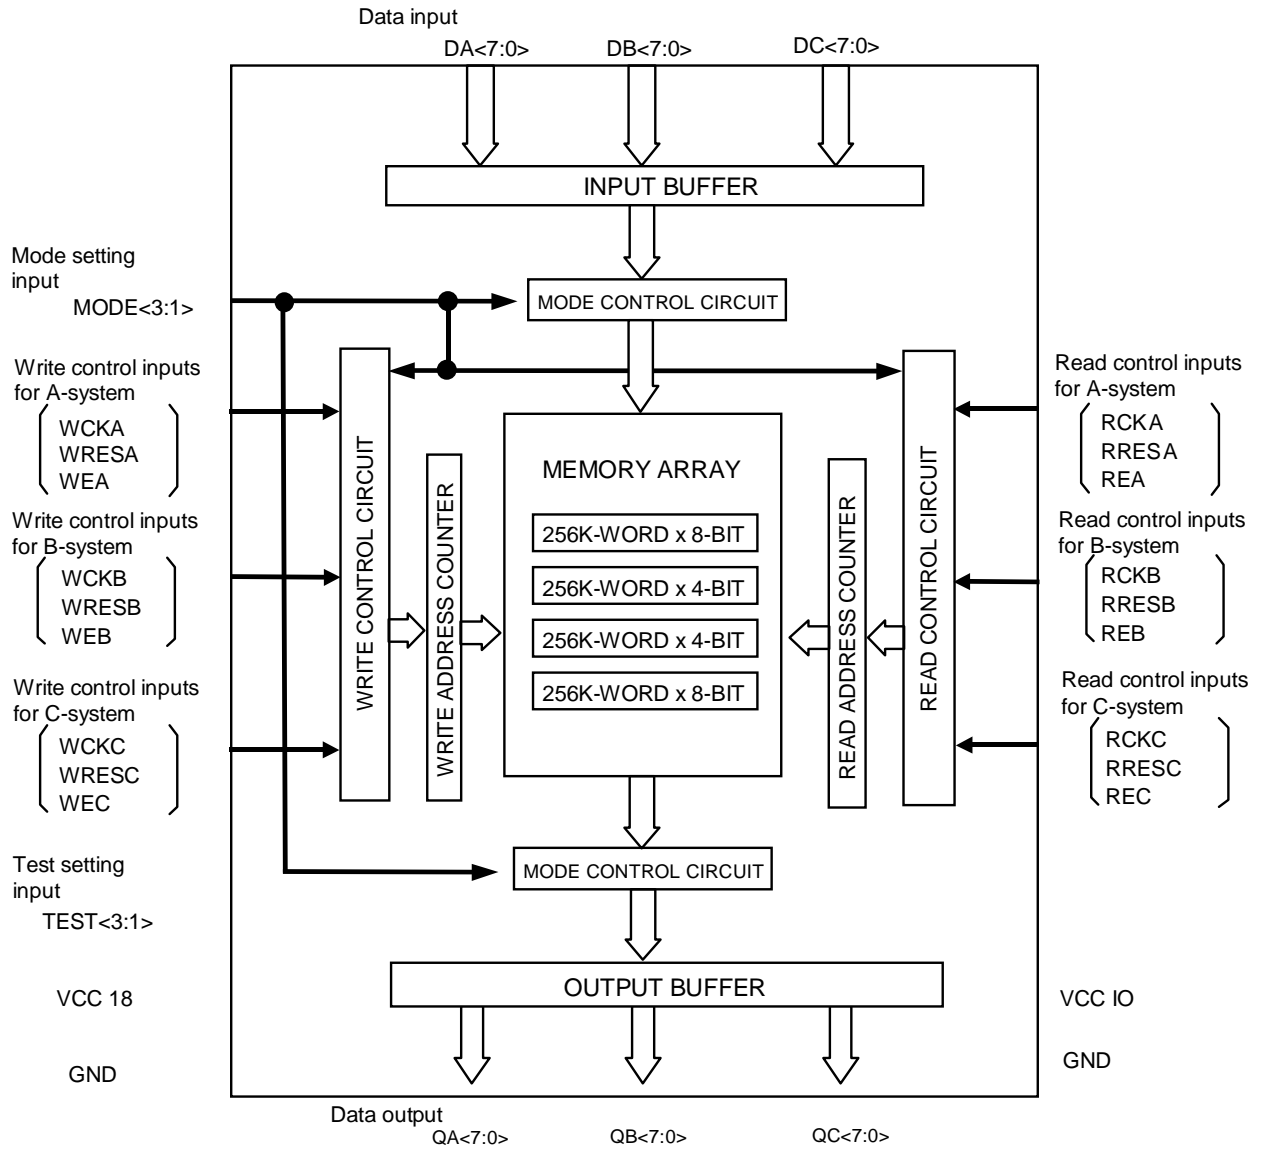 Data input
DA<7:0>
DB<7:0>
DC<7:0>
INPUT BUFFER
Mode setting
input
MODE<3:1>
MODE CONTROL CIRCUIT
Write control inputs
for A-system
WCKA
WRESA
WEA
Write control inputs
for B-system
WCKB
WRESB
WEB
Write control inputs
for C-system
WCKC
WRESC
WEC
WRITE CONTROL CIRCUIT
WRITE ADDRESS COUNTER
MEMORY ARRAY
256K-WORD x 8-BIT
256K-WORD x 4-BIT
256K-WORD x 4-BIT
256K-WORD x 8-BIT
READ ADDRESS COUNTER
READ CONTROL CIRCUIT
Read control inputs
for A-system
RCKA
RRESA
REA
Read control inputs
for B-system
RCKB
RRESB
REB
Read control inputs
for C-system
RCKC
RRESC
REC
Test setting
input
TEST<3:1>
MODE CONTROL CIRCUIT
OUTPUT BUFFER
VCC 18
VCC IO
GND
GND
Data output
QA<7:0>
QB<7:0>
QC<7:0>